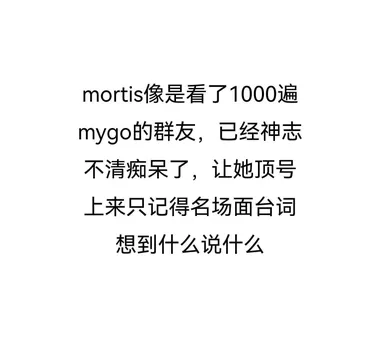 mortis像是看了1000遍
mygo的群友，已经神志
不清痴呆了，让她顶号
上来只记得名场面台词
想到什么说什么